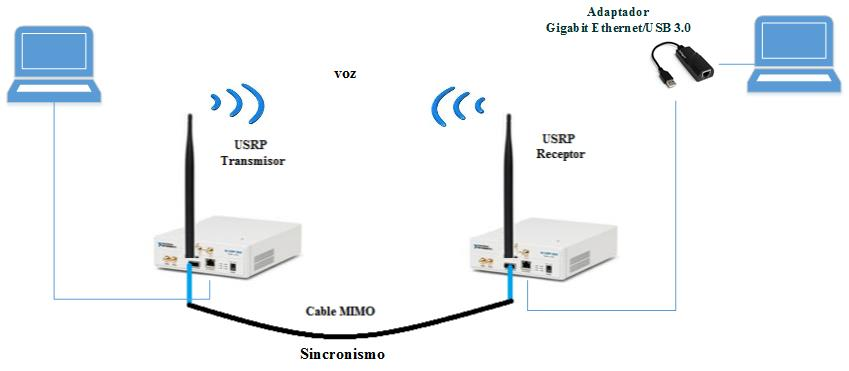 Adaptador
Gigabit Ethernet/USB 3.0
voz
USRP
Transmisor
USRP
Receptor
Cable MIMO
Sincronismo